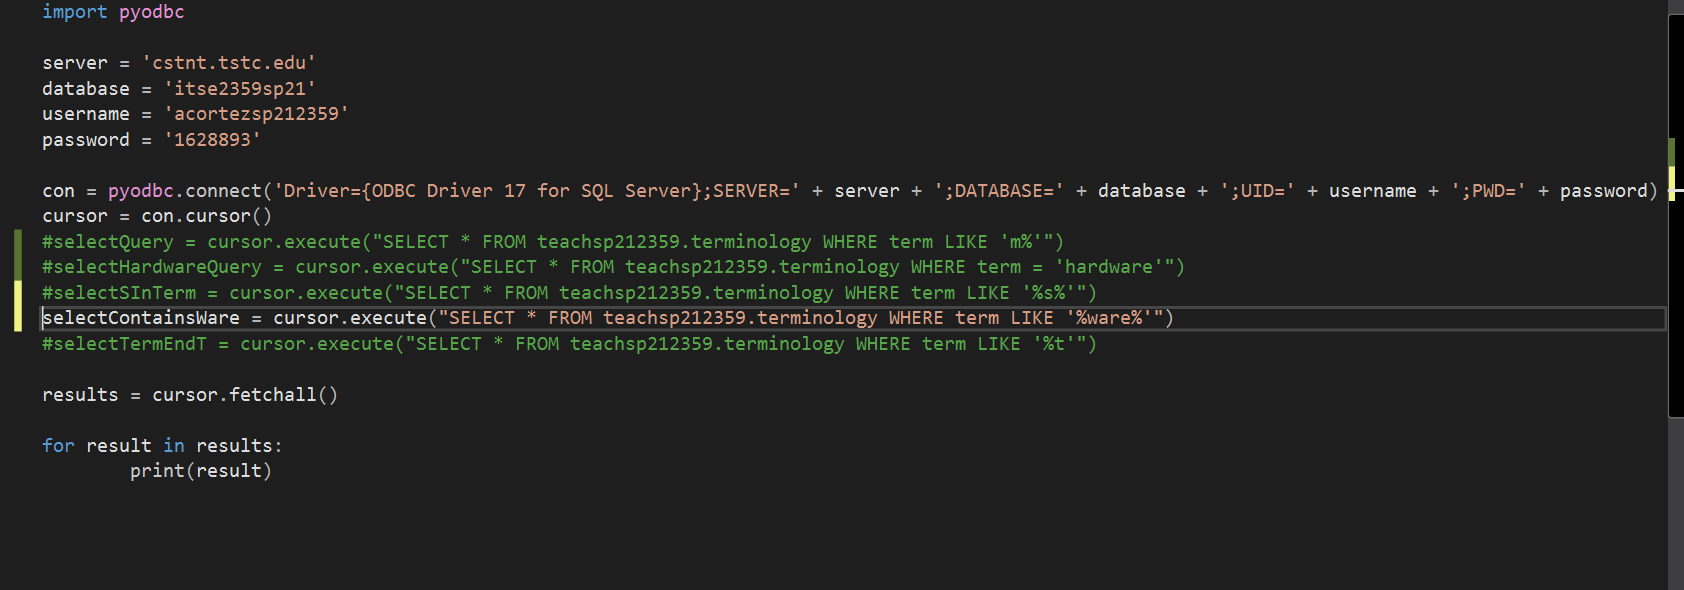 import pyodbc
server = 'cstnt.tstc.edu'
database = 'itse2359sp21'
username = 'acortezsp212359'
password = '1628893'
con = pyodbc.connect('Driver={ODBC Driver 17 for SQL Server};SERVER=' + server + ';DATABASE=' + database + ';UID=' + username + ';PWD=' + password)
cursor = con.cursor()
#selectQuery = cursor.execute("SELECT * FROM teachsp212359.terminology WHERE term LIKE 'm%'")
#selectHardwareQuery = cursor.execute("SELECT * FROM teachsp212359.terminology WHERE term = 'hardware'")
#selectSInTerm = cursor.execute("SELECT * FROM teachsp212359.terminology WHERE term LIKE '%s%'")
selectContainsWare = cursor.execute("SELECT * FROM teachsp212359.terminology WHERE term LIKE '%ware%'")
#selectTermEndT = cursor.execute("SELECT * FROM teachsp212359.terminology WHERE term LIKE '%t'")
results = cursor.fetchall()
for result in results:
        print(result)